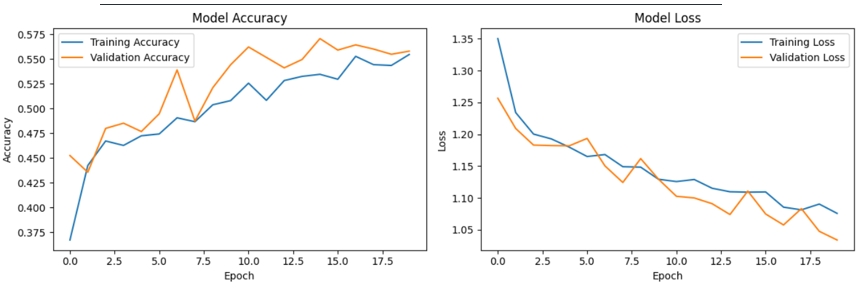 Model Accuracy
Training Accuracy
Validation Accuracy
0.575
0.550
0.525
0.500
0.475
0.450
0.425
0.400
0.375
Accuracy
0.0 2.5 5.0 7.5 10.0 12.5 15.0 17.5
Epoch
Model Loss
Training Loss
Validation Loss
1.35
1.30
1.25
1.20
1.15
1.10
1.05
Loss
0.0 2.5 5.0 7.5 10.0 12.5 15.0 17.5
Epoch